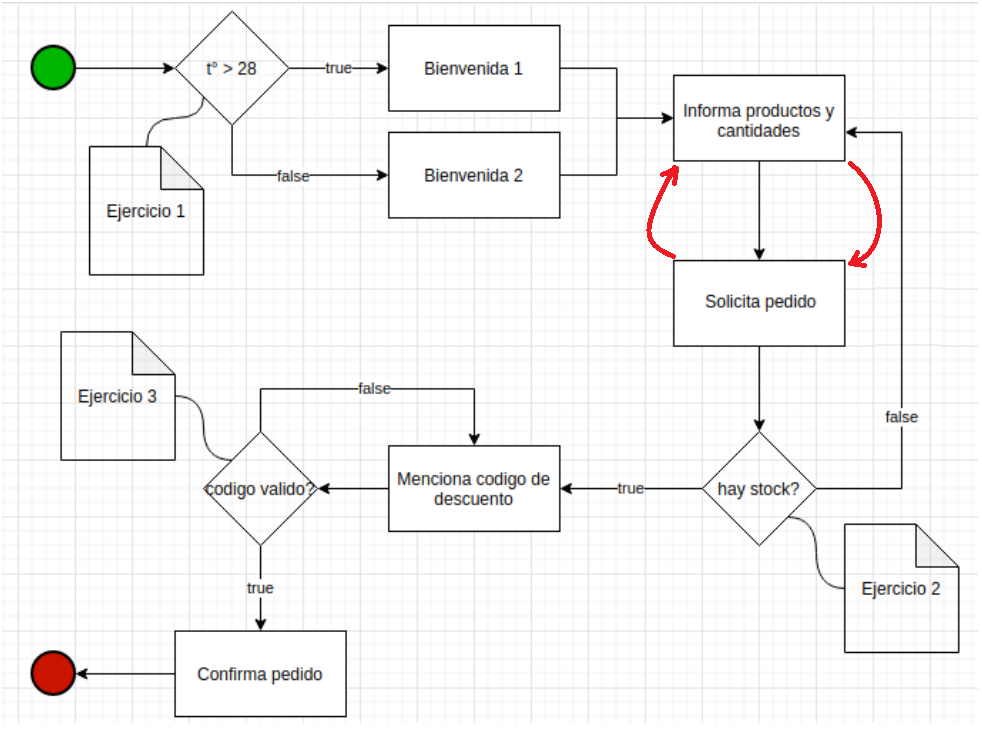 t° > 28
true
Bienvenida 1
Informa productos y
cantidades
false
Bienvenida 2
Ejercicio 1
Solicita pedido
Ejercicio 3
false
false
codigo valido?
Menciona codigo de
descuento
true
hay stock?
true
Ejercicio 2
Confirma pedido